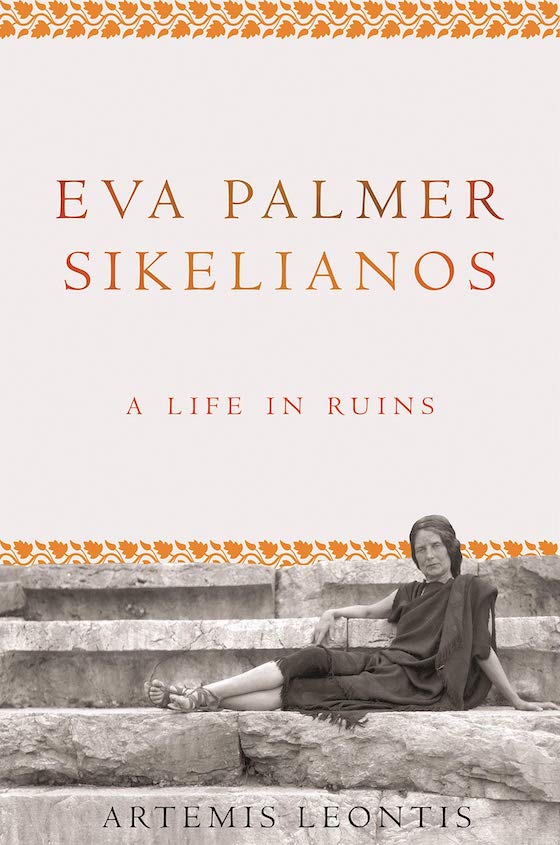 EVA PALMER
SIKELIANOS
A LIFE IN RUINS
ARTEMIS LEONTIS